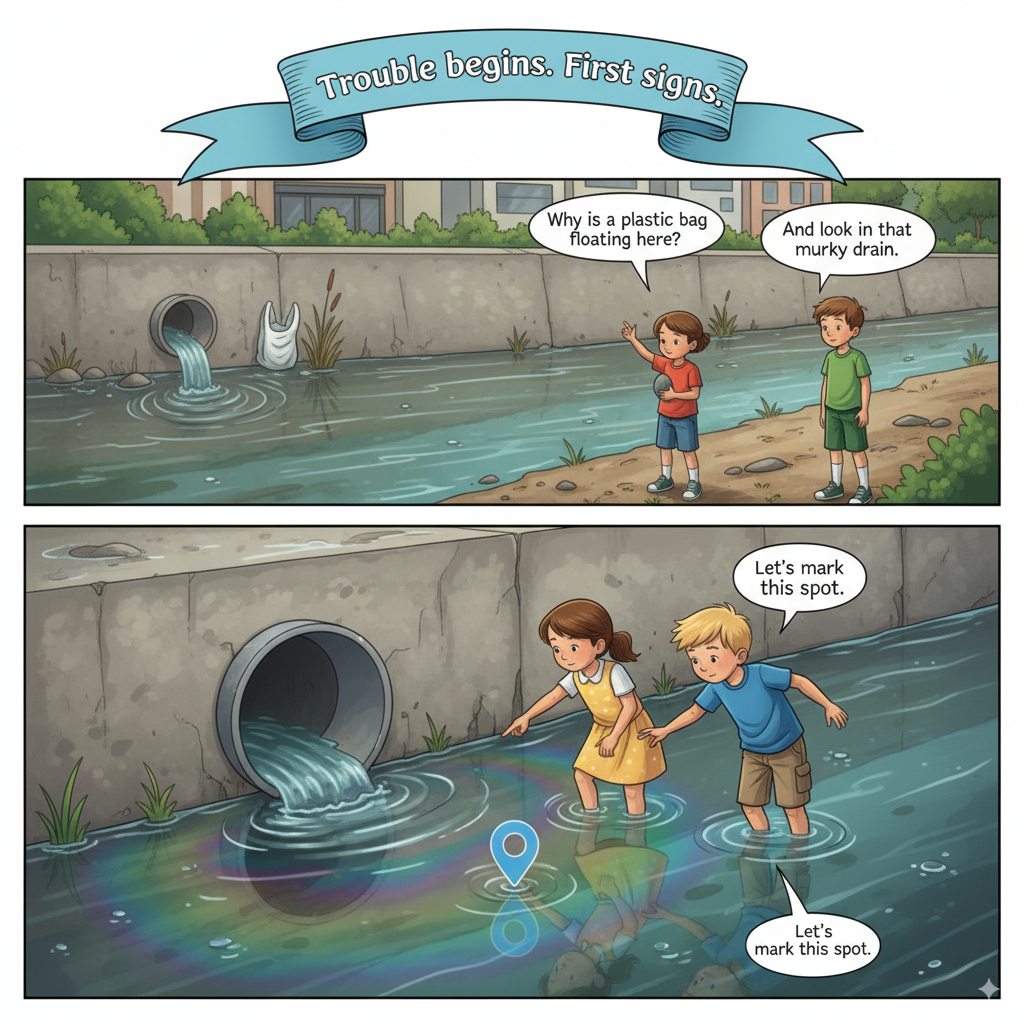 Trouble begins. First signs.
Why is a plastic bag
floating here?
And look in that
murky drain.
Let's mark
this spot.
Let's
mark this spot.